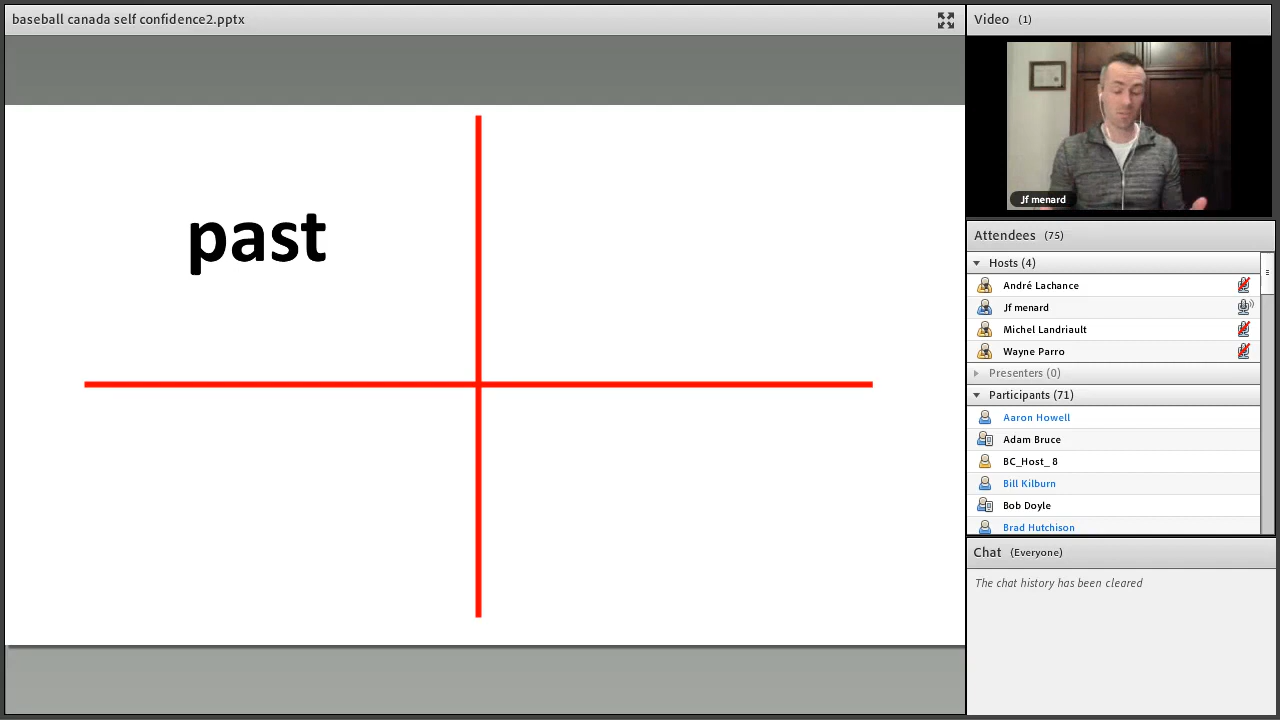 baseball canada self confidence2.pptx
past
Video (1)
Jf menard
Attendees (75)
Hosts (4)
André Lachance
Jf menard
Michel Landriault
Wayne Parro
Presenters (0)
Participants (71)
Aaron Howell
Adam Bruce
BC_Host_ 8
Bill Kilburn
Bob Doyle
Brad Hutchison
Chat (Everyone)
The chat history has been cleared